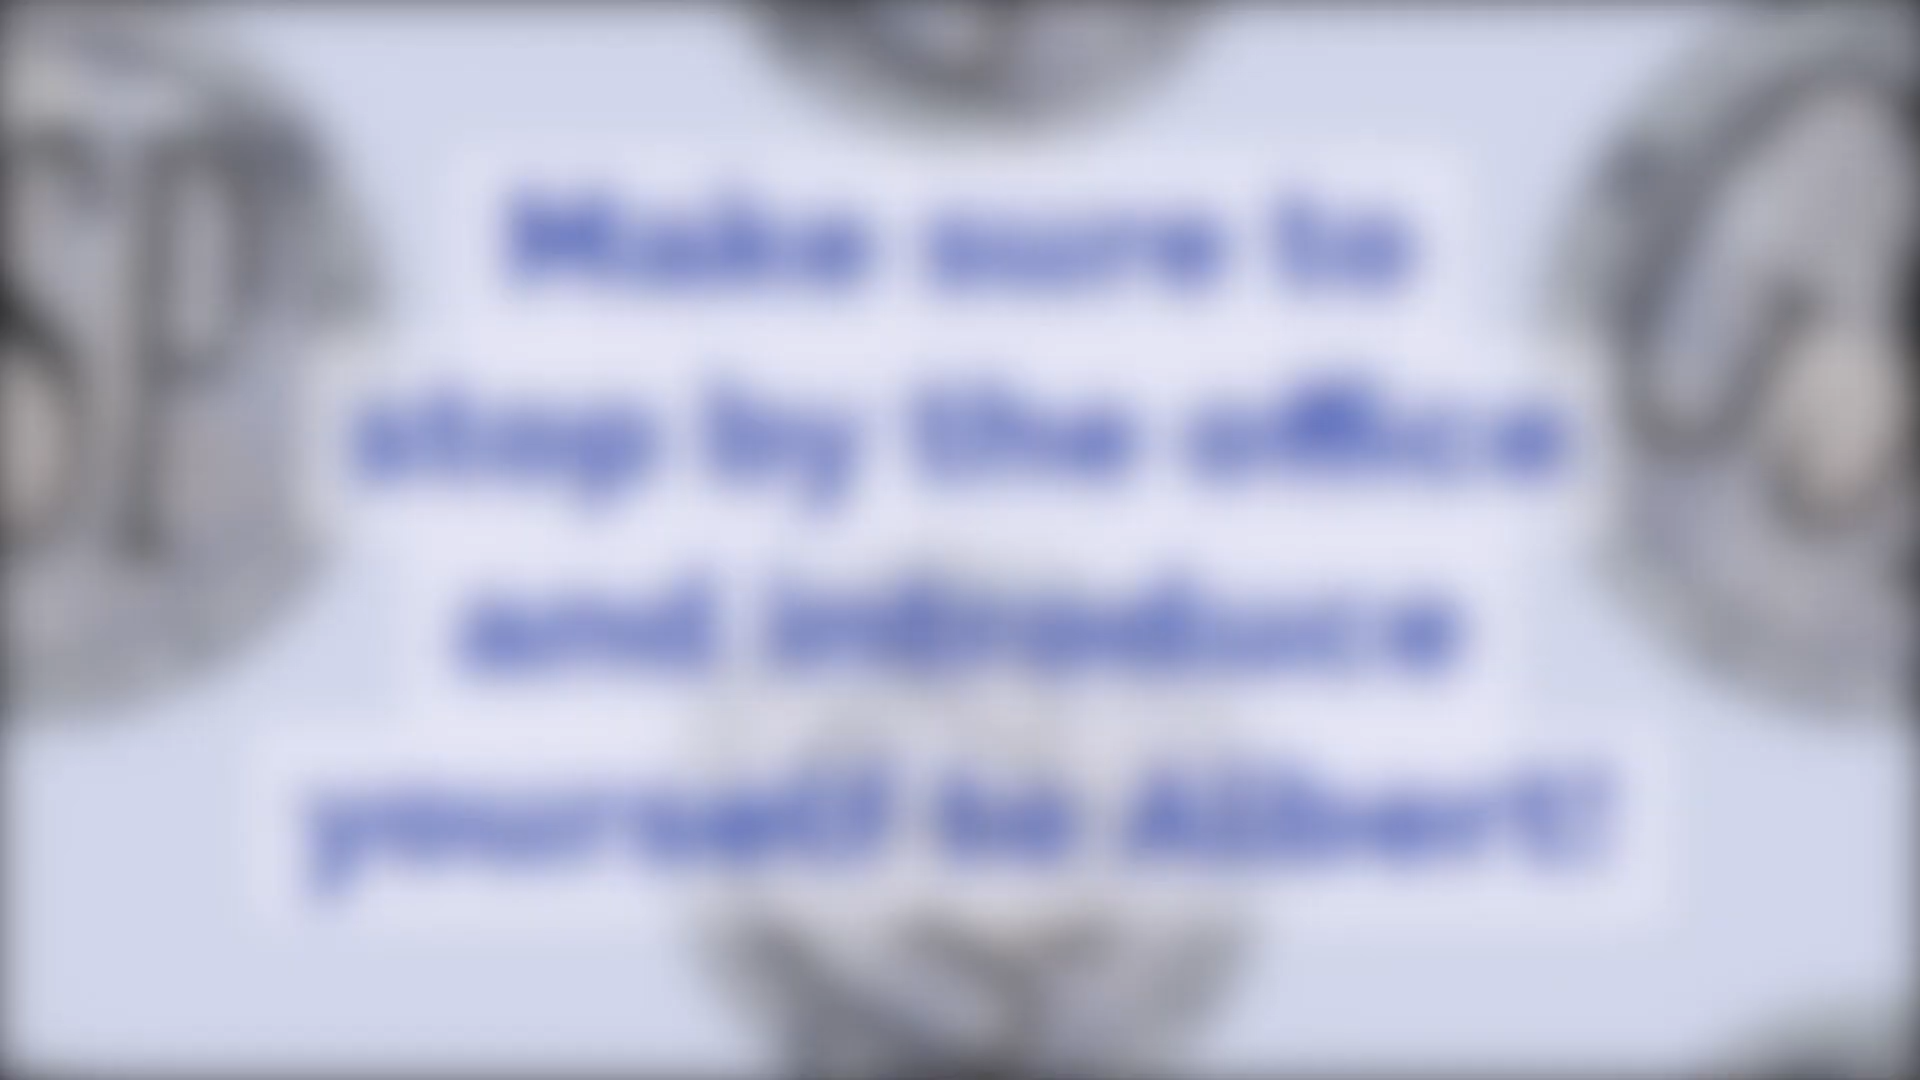 Make sure to
stop by the office
and introduce
yourself to Albert!